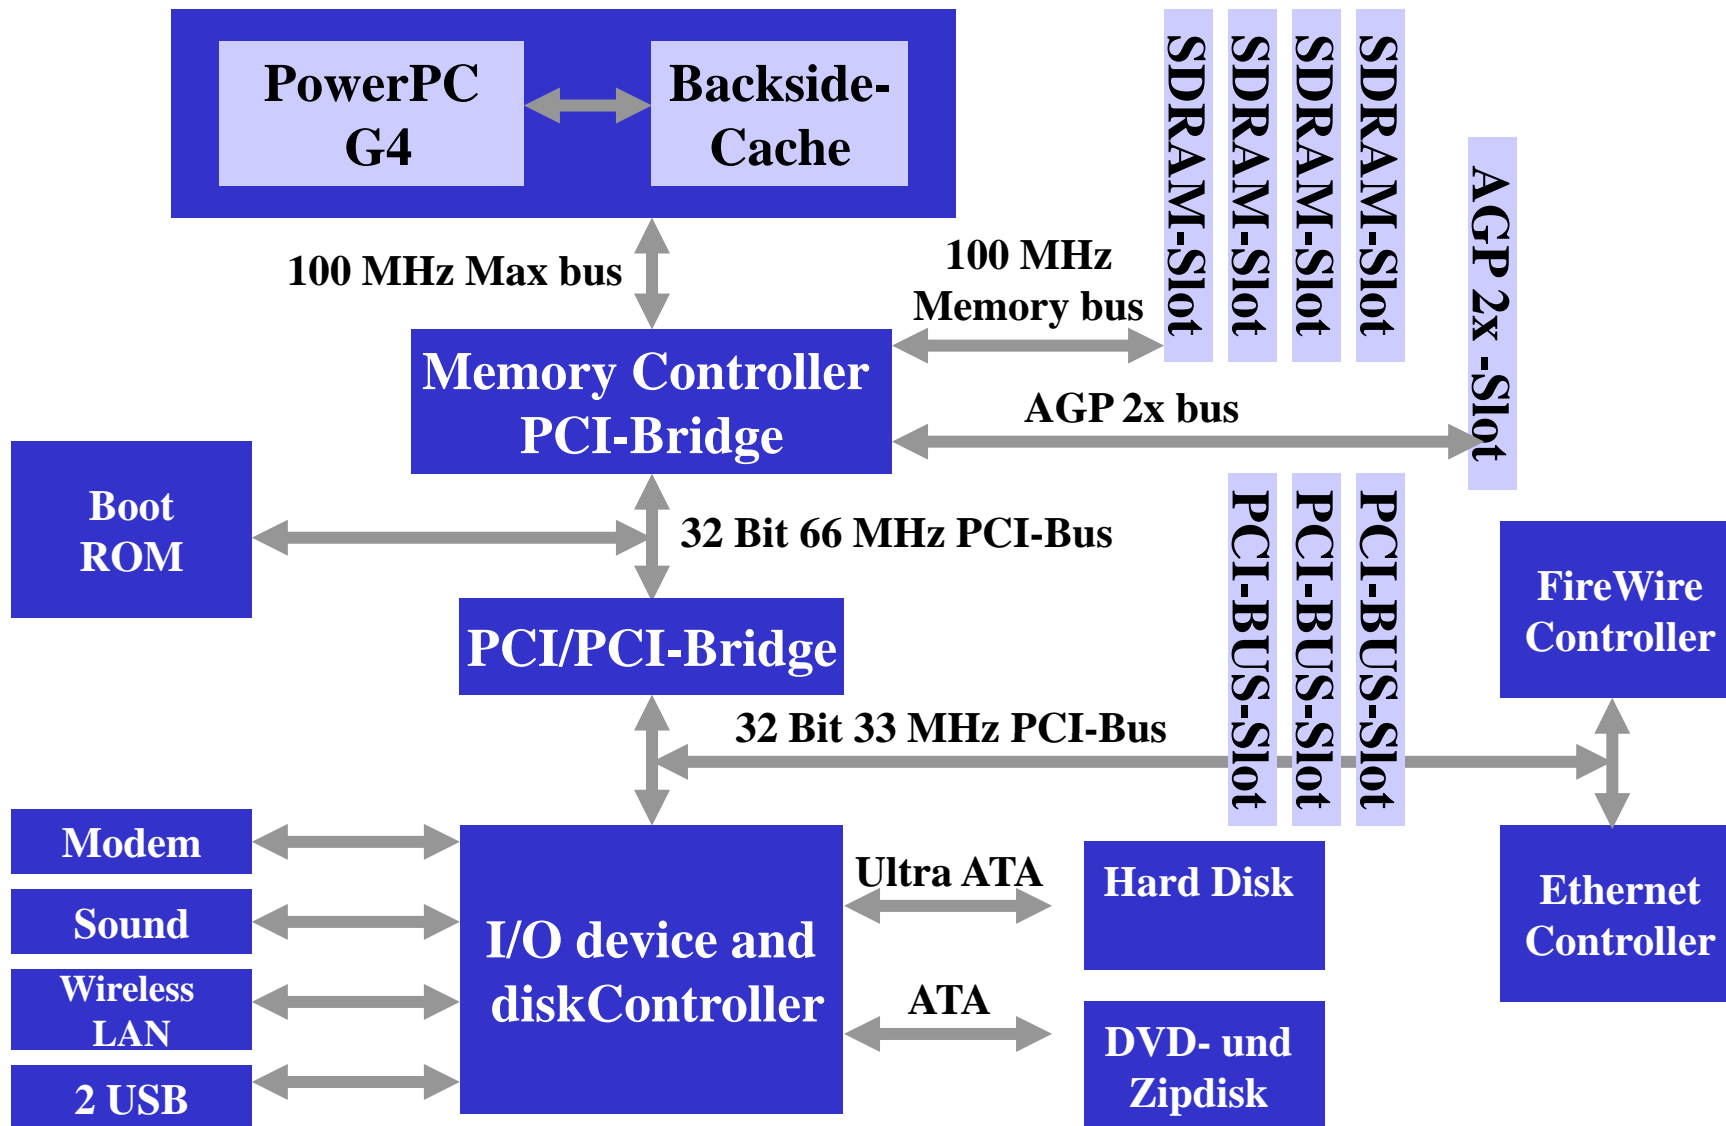 PowerPC
G4
Backside-
Cache
SDRAM-Slot
SDRAM-Slot
SDRAM-Slot
SDRAM-Slot
AGP 2x -Slot
100 MHz Max bus
100 MHz
Memory bus
Memory Controller
PCI-Bridge
AGP 2x bus
Boot
ROM
32 Bit 66 MHz PCI-Bus
PCI-BUS-Slot
PCI-BUS-Slot
PCI-BUS-Slot
FireWire
Controller
PCI/PCI-Bridge
32 Bit 33 MHz PCI-Bus
Modem
Sound
Wireless
LAN
2 USB
I/O device and
diskController
Ultra ATA
ATA
Hard Disk
DVD- und
Zipdisk
Ethernet
Controller